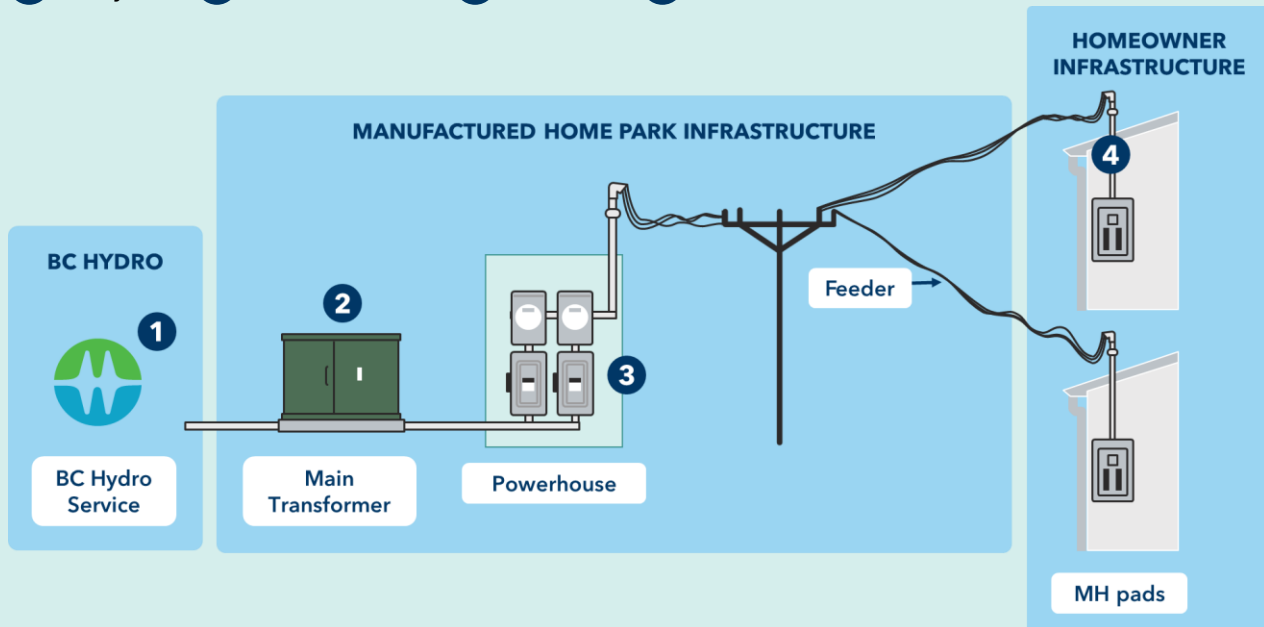 HOMEOWNER
INFRASTRUCTURE
MANUFACTURED HOME PARK INFRASTRUCTURE
4
BC HYDRO
2
Feeder
1
3
BC Hydro
Service
Main
Transformer
Powerhouse
MH pads